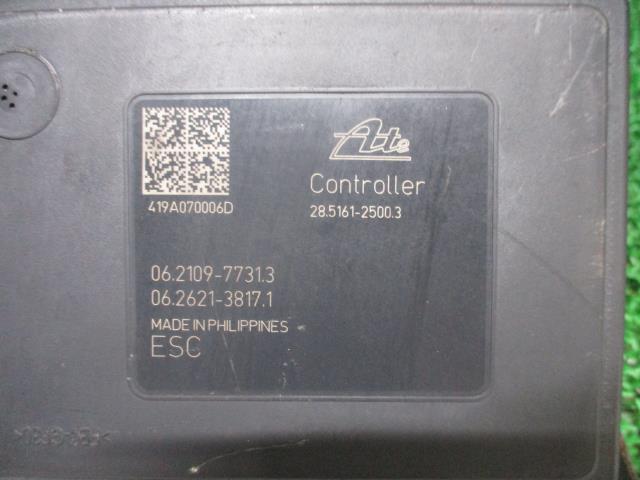 Ate
Controller
419A070006D
28.5161-2500.3
06.2109-7731.3
06.2621-3817.1
MADE IN PHILIPPINES
ESC